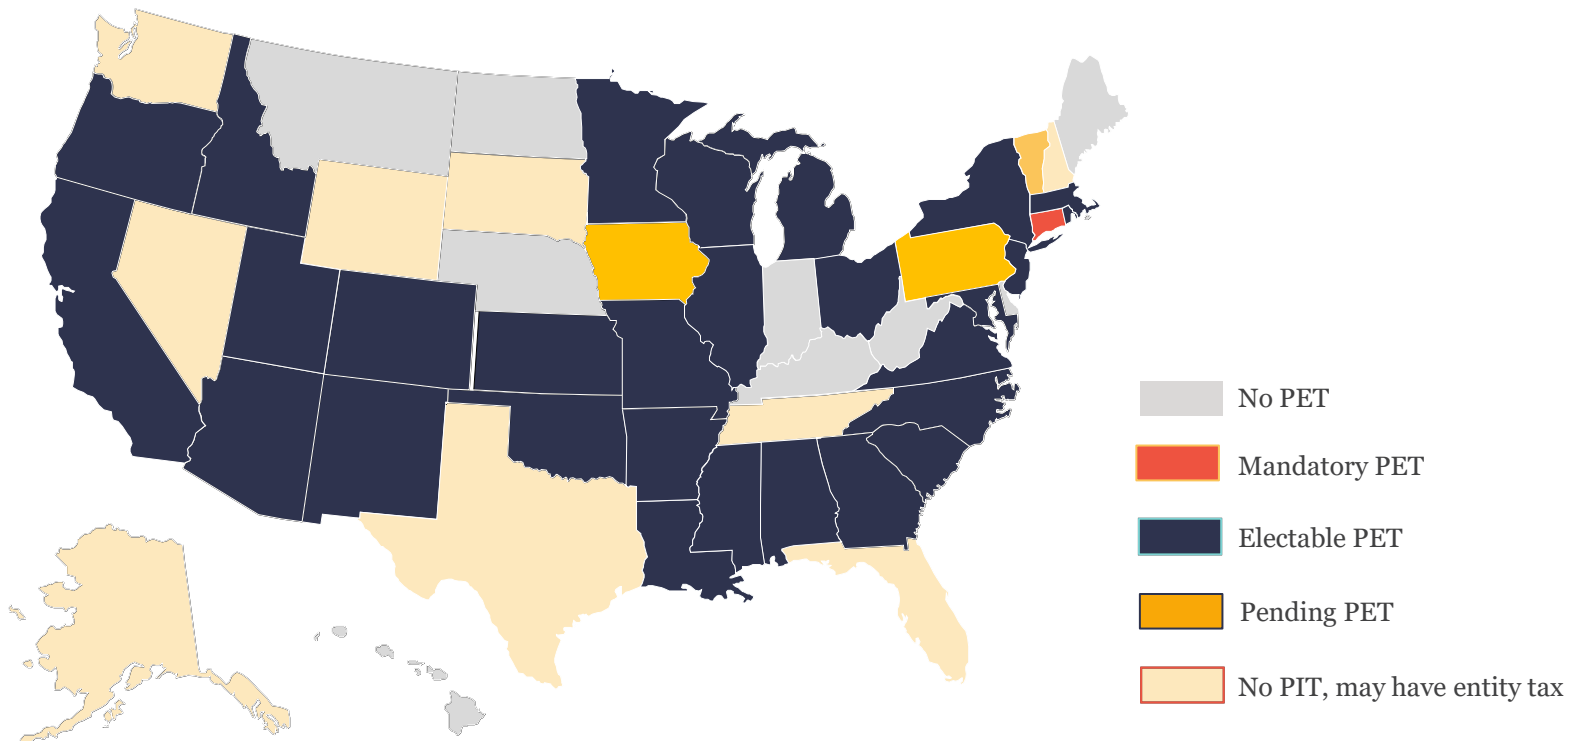 No PET
Mandatory PET
Electable PET
Pending PET
No PIT, may have entity tax